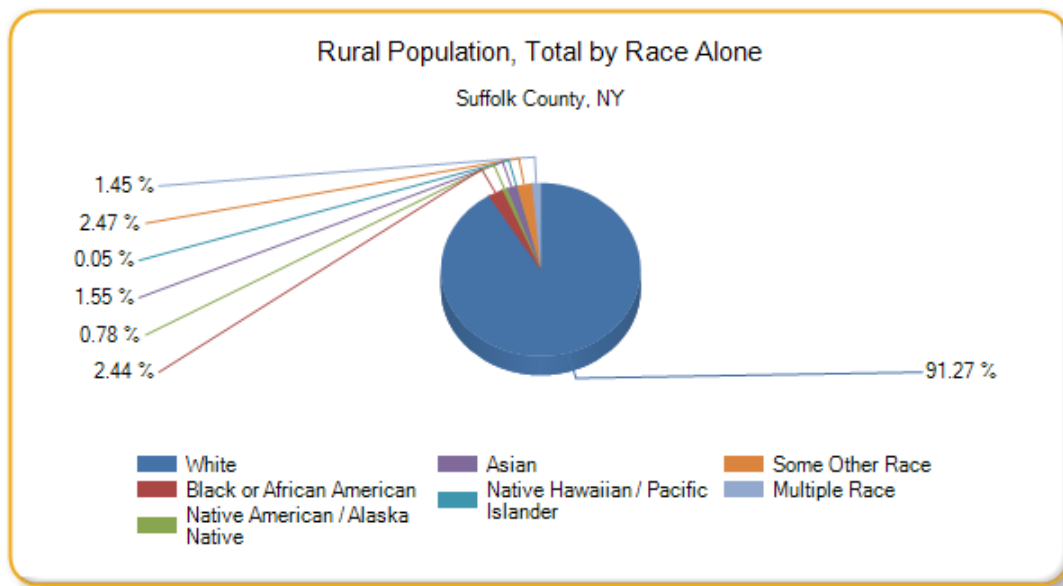 Rural Population, Total by Race Alone
Suffolk County, NY
1.45 %
2.47 %
0.05 %
1.55 %
0.78 %
2.44 %
91.27 %
White
Black or African American
Native American / Alaska
Native
Asian
Native Hawaiian / Pacific
Islander
Some Other Race
Multiple Race